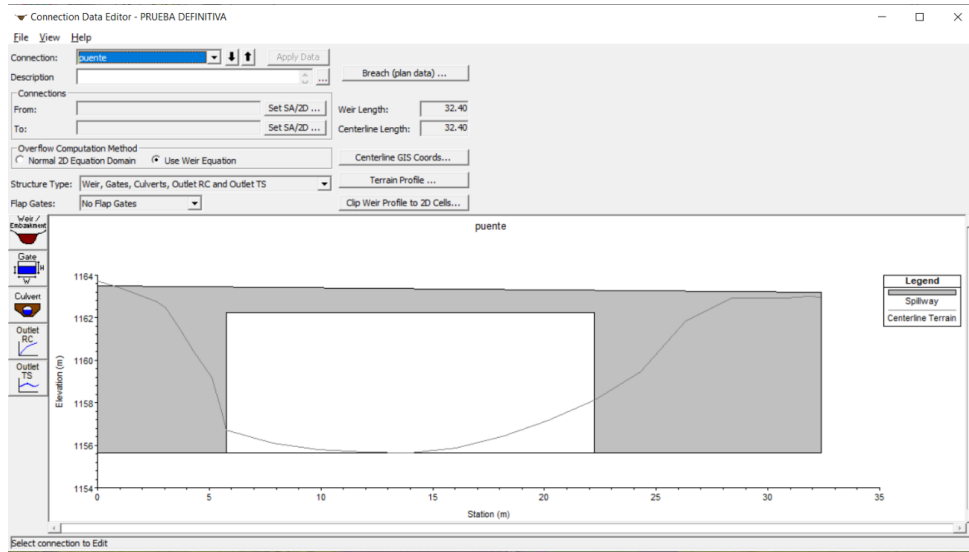 Connection Data Editor - PRUEBA DEFINITIVA
File View Help
Connection: puente Apply Data
Description ... Breach (plan data) ...
Connections
From: Set SA/2D ... Weir Length: 32.40
To: Set SA/2D ... Centerline Length: 32.40
Overflow Computation Method
Normal 2D Equation Domain Use Weir Equation Centerline GIS Coords...
Structure Type: Weir, Gates, Culverts, Outlet RC and Outlet TS Terrain Profile ...
Flap Gates: No Flap Gates Clip Weir Profile to 2D Cells...
Weir / Embankment
Gate
H
W
Culvert
Outlet RC
Outlet TS
puente
1164
1162
1160
1158
1156
1154
Elevation (m)
0 5 10 15 20 25 30 35
Station (m)
Legend
Spillway
Centerline Terrain
Select connection to Edit